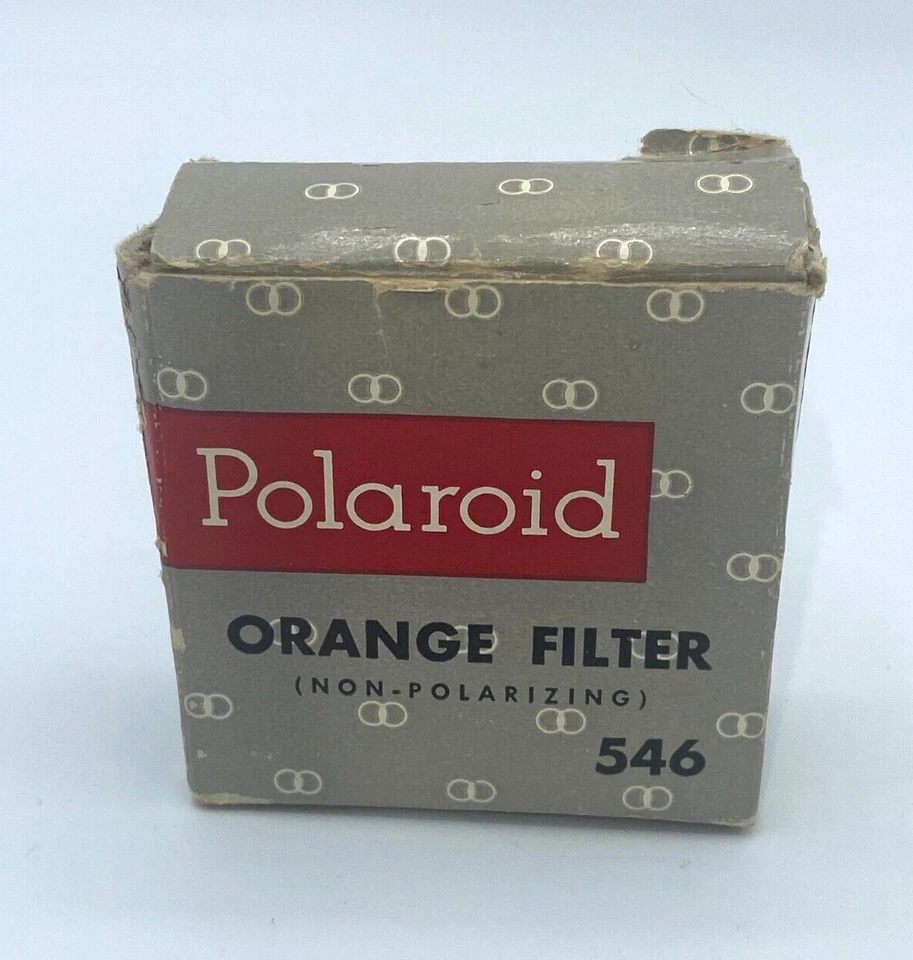 Polaroid
ORANGE FILTER
(NON-POLARIZING)
546